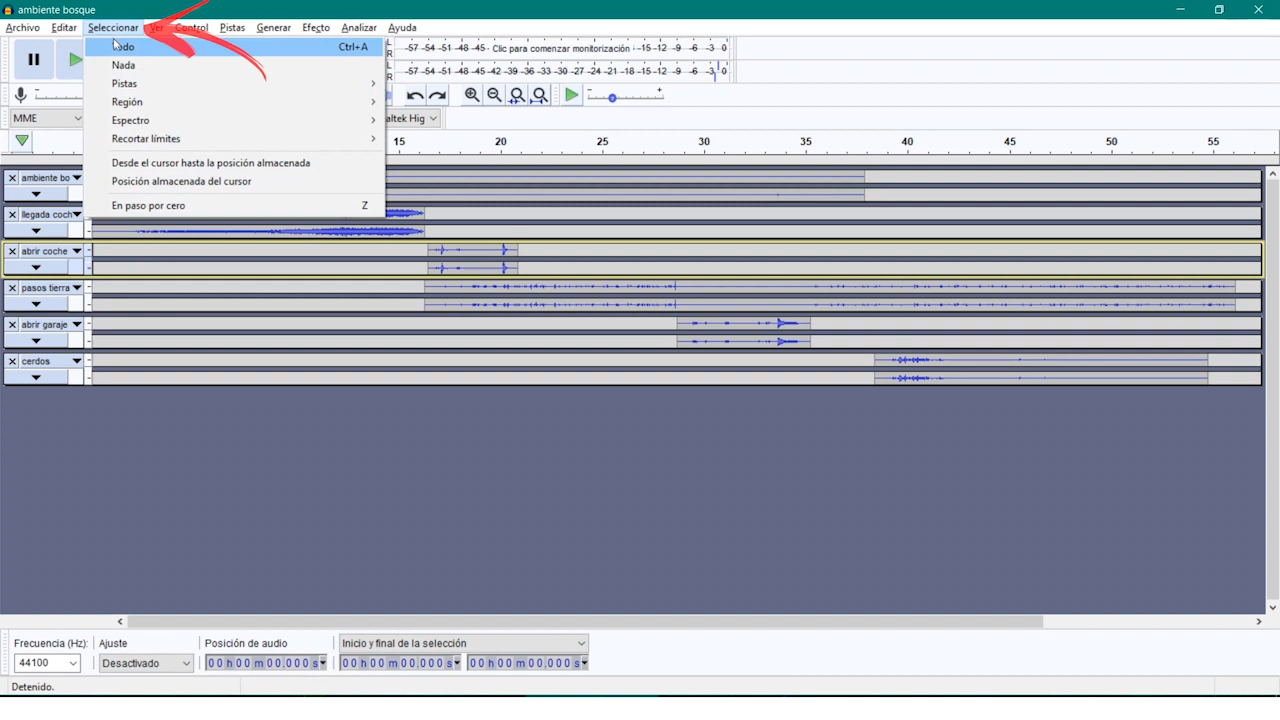 ambiente bosque
Archivo Editar Seleccionar Ver Control Pistas Generar Efecto Analizar Ayuda
Todo Ctrl+A
Nada
Pistas
Región
Espectro
Recortar límites
Desde el cursor hasta la posición almacenada
Posición almacenada del cursor
En paso por cero Z
L -57 -54 -51 -48 -45 - Clic para comenzar monitorización -15 -12 -9 -6 -3 0
R
L -57 -54 -51 -48 -45 -42 -39 -36 -33 -30 -27 -24 -21 -18 -15 -12 -9 -6 -3 0
R
MME
altek Hig
15 20 25 30 35 40 45 50 55
ambiente bo
llegada coch
abrir coche
pasos tierra
abrir garaje
cerdos
Frecuencia (Hz): Ajuste Posición de audio Inicio y final de la selección
44100 Desactivado 00 h 00 m 00.000 s 00 h 00 m 00.000 s 00 h 00 m 00.000 s
Detenido.